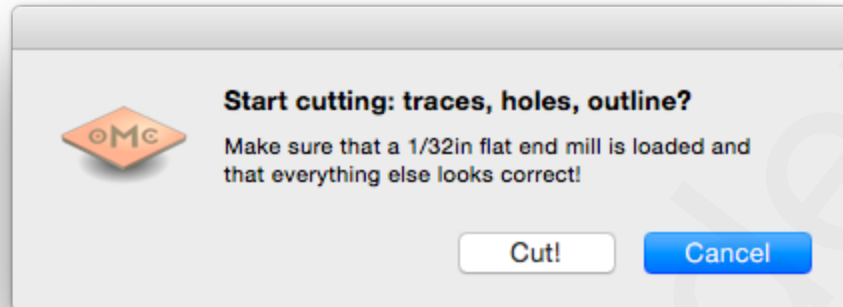 Start cutting: traces, holes, outline?
OMC
Make sure that a 1/32in flat end mill is loaded and
that everything else looks correct!
Cut!
Cancel